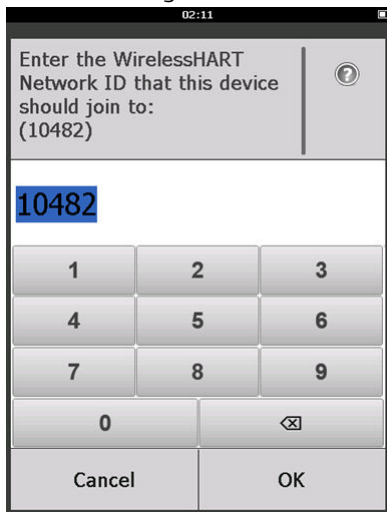 02:11
Enter the WirelessHART
Network ID that this device
should join to:
(10482)
?
10482
1 2 3
4 5 6
7 8 9
0
Cancel OK